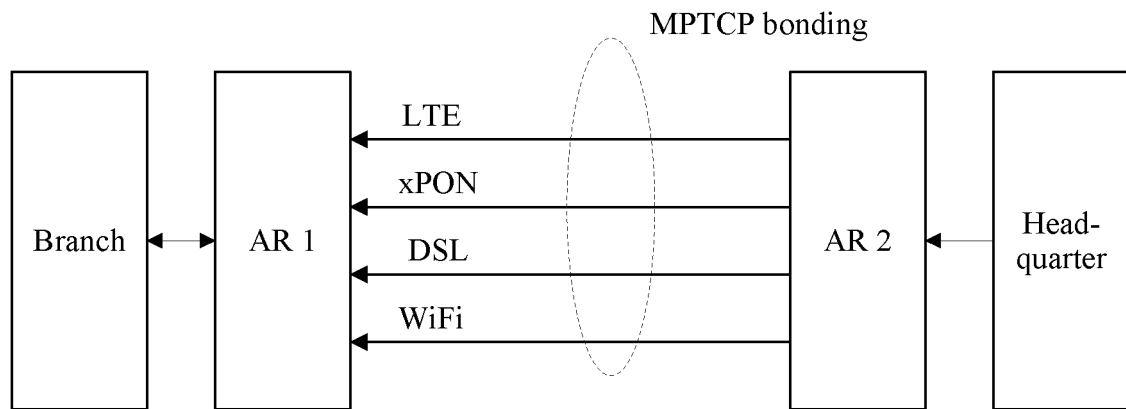 MPTCP bonding
LTE
xPON
DSL
WiFi
Branch
AR 1
AR 2
Head-
quarter